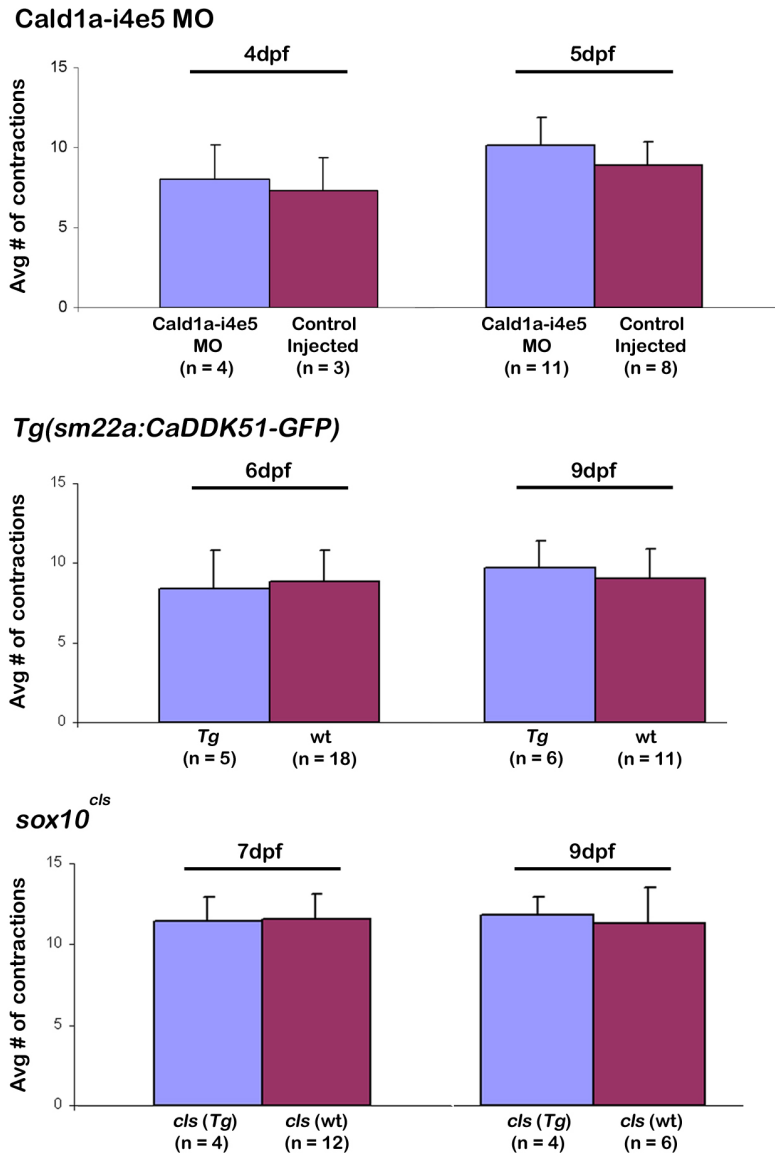 Cald1a-i4e5 MO
4dpf 5dpf
Avg # of contractions
15
10
5
0
Cald1a-i4e5 Control Cald1a-i4e5 Control
MO Injected MO Injected
(n = 4) (n = 3) (n = 11) (n = 8)
Tg(sm22a:CaDDK51-GFP)
6dpf 9dpf
Avg # of contractions
15
10
5
0
Tg wt Tg wt
(n = 5) (n = 18) (n = 6) (n = 11)
sox10cls
7dpf 9dpf
Avg # of contractions
15
10
5
0
cls (Tg) cls (wt) cls (Tg) cls (wt)
(n = 4) (n = 12) (n = 4) (n = 6)